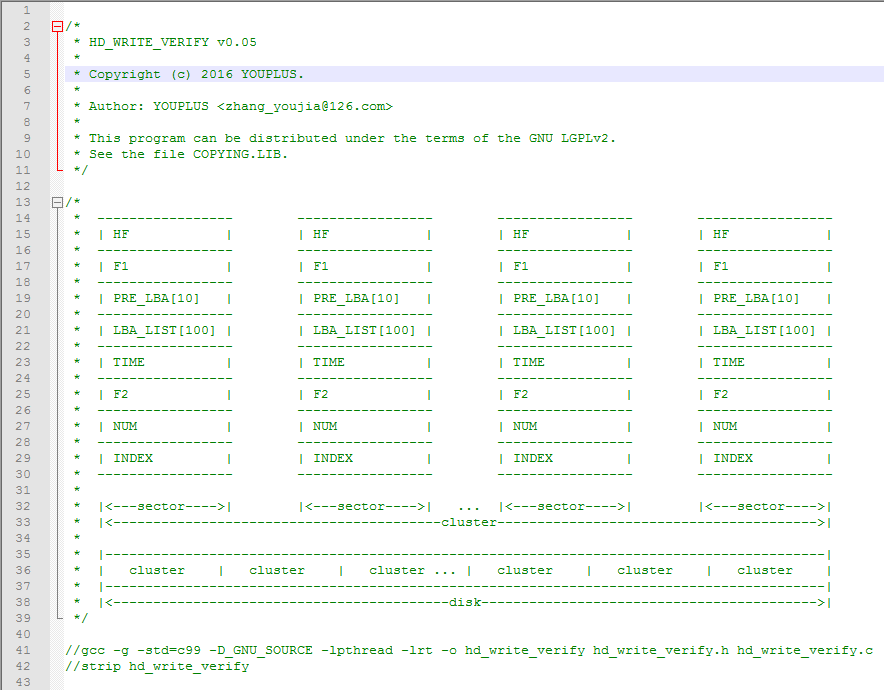 1
2 /*
3  * HD_WRITE_VERIFY v0.05
4  *
5  * Copyright (c) 2016 YOUPLUS.
6  *
7  * Author: YOUPLUS <zhang_youjia@126.com>
8  *
9  * This program can be distributed under the terms of the GNU LGPLv2.
10  * See the file COPYING.LIB.
11  */
12
13 /*
14  *  -----------------        -----------------        -----------------        -----------------
15  *  | HF            |        | HF            |        | HF            |        | HF            |
16  *  -----------------        -----------------        -----------------        -----------------
17  *  | F1            |        | F1            |        | F1            |        | F1            |
18  *  -----------------        -----------------        -----------------        -----------------
19  *  | PRE_LBA[10]   |        | PRE_LBA[10]   |        | PRE_LBA[10]   |        | PRE_LBA[10]   |
20  *  -----------------        -----------------        -----------------        -----------------
21  *  | LBA_LIST[100] |        | LBA_LIST[100] |        | LBA_LIST[100] |        | LBA_LIST[100] |
22  *  -----------------        -----------------        -----------------        -----------------
23  *  | TIME          |        | TIME          |        | TIME          |        | TIME          |
24  *  -----------------        -----------------        -----------------        -----------------
25  *  | F2            |        | F2            |        | F2            |        | F2            |
26  *  -----------------        -----------------        -----------------        -----------------
27  *  | NUM           |        | NUM           |        | NUM           |        | NUM           |
28  *  -----------------        -----------------        -----------------        -----------------
29  *  | INDEX         |        | INDEX         |        | INDEX         |        | INDEX         |
30  *  -----------------        -----------------        -----------------        -----------------
31  *
32  *  |<---sector---->|        |<---sector---->|   ...  |<---sector---->|        |<---sector---->|
33  *  |<-----------------------------------------cluster---------------------------------------->|
34  *
35  *  |------------------------------------------------------------------------------------------|
36  *  |   cluster    |   cluster    |   cluster ... |   cluster    |   cluster    |   cluster    |
37  *  |------------------------------------------------------------------------------------------|
38  *  |<------------------------------------------disk------------------------------------------>|
39  */
40
41 //gcc -g -std=c99 -D_GNU_SOURCE -lpthread -lrt -o hd_write_verify hd_write_verify.h hd_write_verify.c
42 //strip hd_write_verify
43